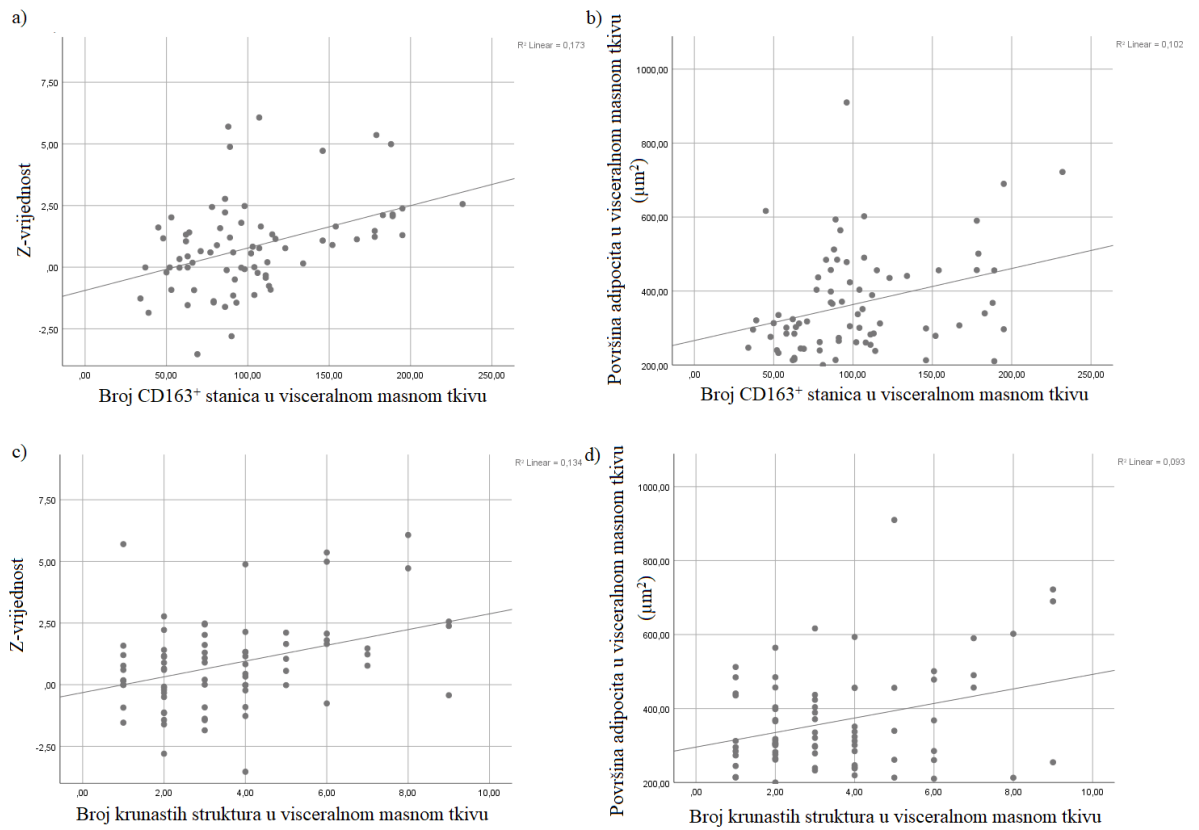 a)
R² Linear = 0,173
7,50
5,00
2,50
,00
-2,50
Z-vrijednost
,00 50,00 100,00 150,00 200,00 250,00
Broj CD163⁺ stanica u visceralnom masnom tkivu
b)
R² Linear = 0,102
1000,00
800,00
600,00
400,00
200,00
Površina adipocita u visceralnom masnom tkivu
(µm²)
,00 50,00 100,00 150,00 200,00 250,00
Broj CD163⁺ stanica u visceralnom masnom tkivu
c)
R² Linear = 0,134
7,50
5,00
2,50
,00
-2,50
Z-vrijednost
,00 2,00 4,00 6,00 8,00 10,00
Broj krunastih struktura u visceralnom masnom tkivu
d)
R² Linear = 0,093
1000,00
800,00
600,00
400,00
200,00
Površina adipocita u visceralnom masnom tkivu
(µm²)
,00 2,00 4,00 6,00 8,00 10,00
Broj krunastih struktura u visceralnom masnom tkivu